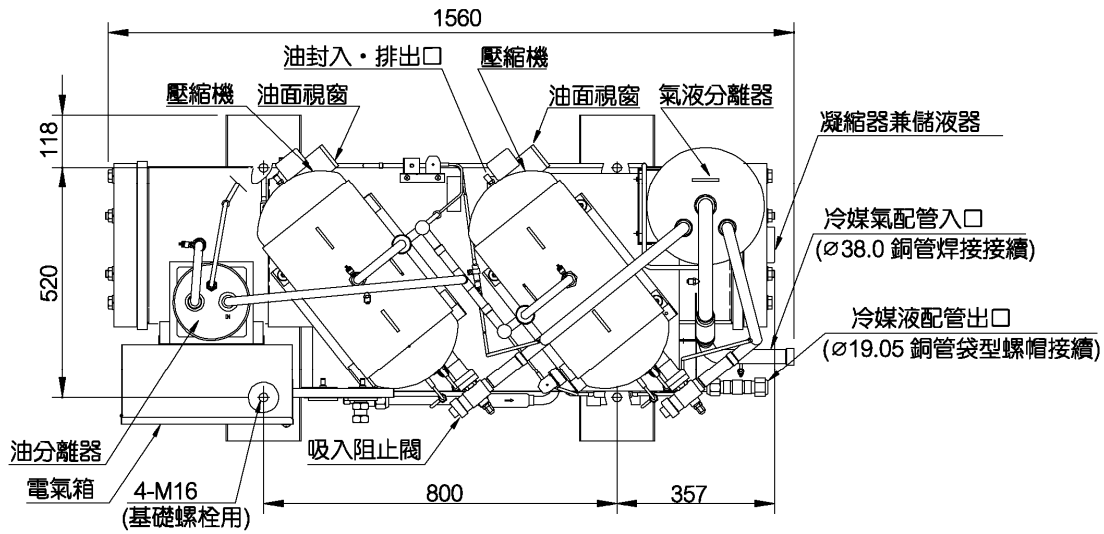 1560
油封入・排出口
壓縮機
壓縮機
油面視窗
油面視窗
氣液分離器
凝縮器兼儲液器
118
520
冷媒氣配管入口
(⌀38.0 銅管焊接接續)
冷媒液配管出口
(⌀19.05 銅管袋型螺帽接續)
油分離器
電氣箱
4-M16
(基礎螺栓用)
吸入阻止閥
800
357